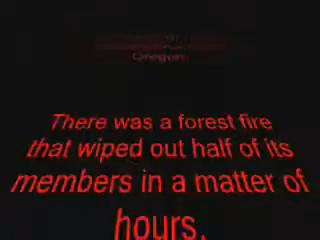 Oregon.
There was a forest fire
that wiped out half of its
members in a matter of
hours.